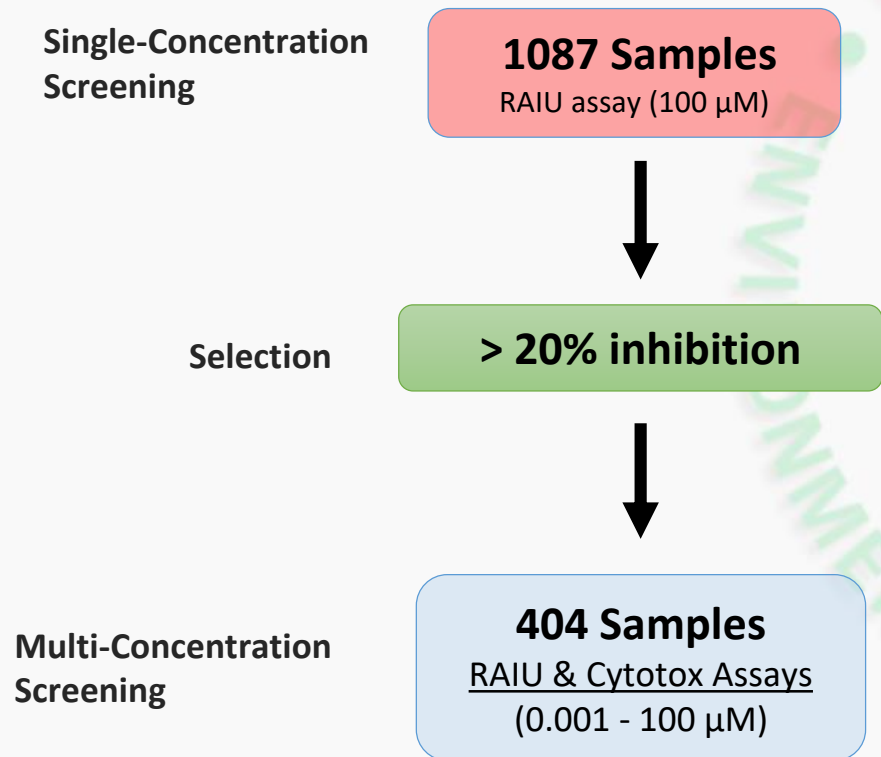 Single-Concentration
Screening
1087 Samples
RAIU assay (100 µM)
Selection
> 20% inhibition
Multi-Concentration
Screening
404 Samples
RAIU & Cytotox Assays
(0.001 - 100 µM)